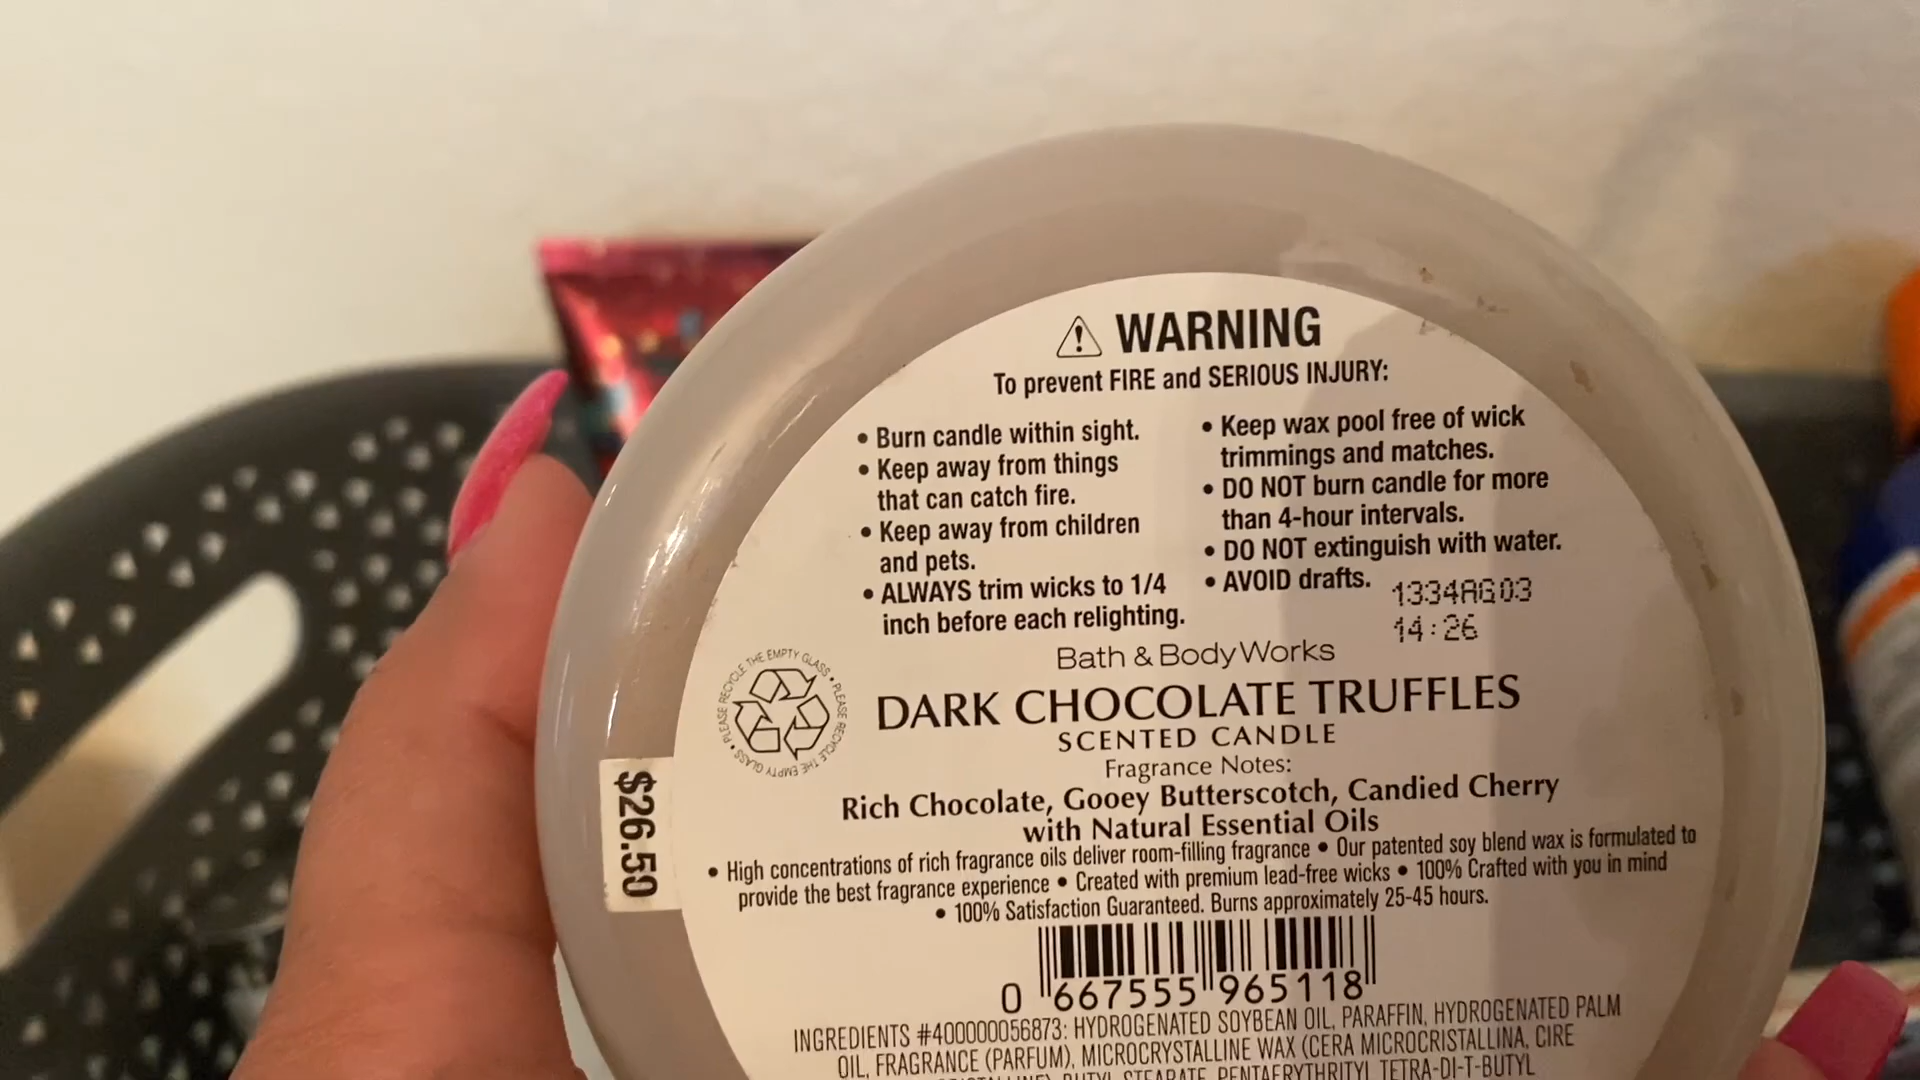 WARNING
To prevent FIRE and SERIOUS INJURY:
• Burn candle within sight.
• Keep away from things
that can catch fire.
• Keep away from children
and pets.
• ALWAYS trim wicks to 1/4
inch before each relighting.
• Keep wax pool free of wick
trimmings and matches.
• DO NOT burn candle for more
than 4-hour intervals.
• DO NOT extinguish with water.
• AVOID drafts.
1334AG03
14:26
PLEASE RECYCLE THE EMPTY GLASS • PLEASE RECYCLE THE EMPTY GLASS •
Bath & Body Works
DARK CHOCOLATE TRUFFLES
SCENTED CANDLE
Fragrance Notes:
Rich Chocolate, Gooey Butterscotch, Candied Cherry
with Natural Essential Oils
• High concentrations of rich fragrance oils deliver room-filling fragrance • Our patented soy blend wax is formulated to
provide the best fragrance experience • Created with premium lead-free wicks • 100% Crafted with you in mind
• 100% Satisfaction Guaranteed. Burns approximately 25-45 hours.
$26.50
0 667555 965118
INGREDIENTS #400000056873: HYDROGENATED SOYBEAN OIL, PARAFFIN, HYDROGENATED PALM
OIL, FRAGRANCE (PARFUM), MICROCRYSTALLINE WAX (CERA MICROCRISTALLINA, CIRE
BUTYL STEARATE, PENTAERYTHRITYL TETRA-DI-T-BUTYL